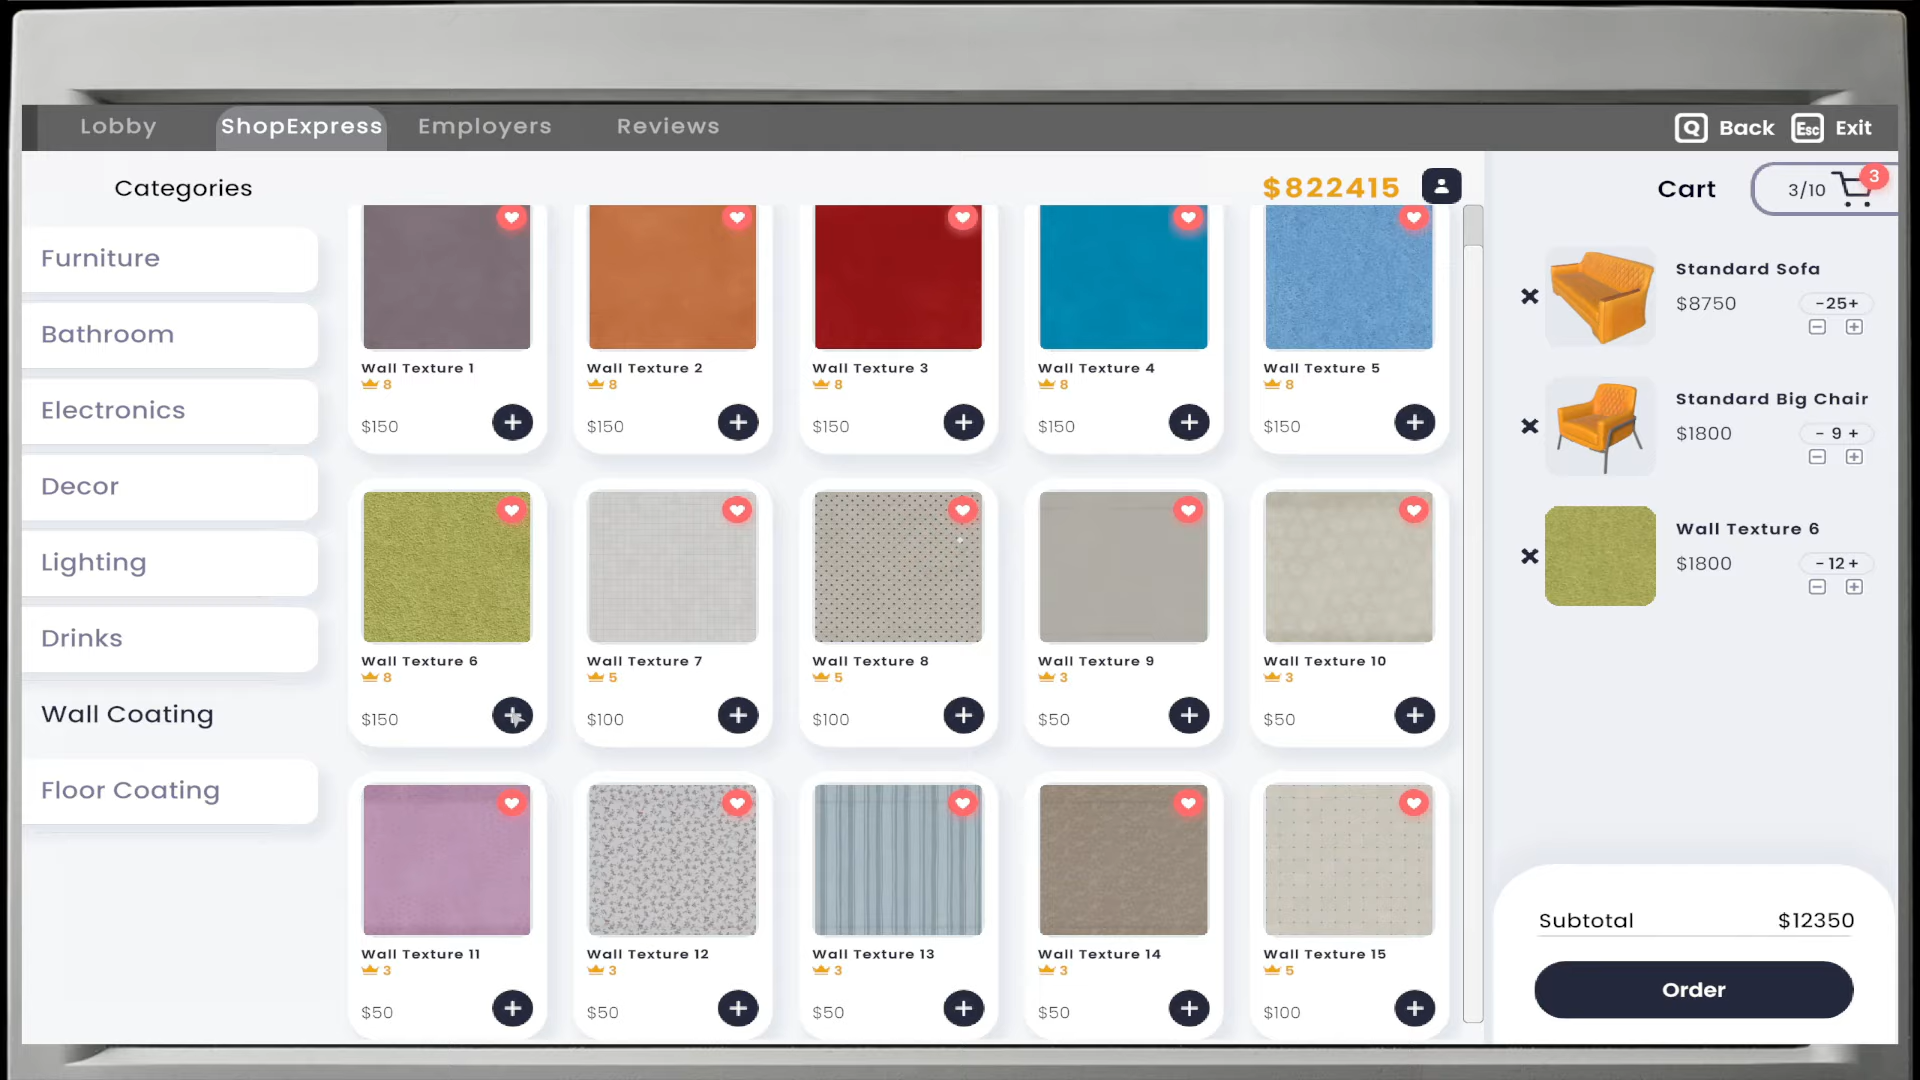 Lobby
ShopExpress
Employers
Reviews
Q Back
Esc Exit
Categories
$822415
Cart
3/10
3
Furniture
Bathroom
Electronics
Decor
Lighting
Drinks
Wall Coating
Floor Coating
Wall Texture 1
8
$150
Wall Texture 2
8
$150
Wall Texture 3
8
$150
Wall Texture 4
8
$150
Wall Texture 5
8
$150
Wall Texture 6
8
$150
Wall Texture 7
5
$100
Wall Texture 8
5
$100
Wall Texture 9
3
$50
Wall Texture 10
3
$50
Wall Texture 11
3
$50
Wall Texture 12
3
$50
Wall Texture 13
3
$50
Wall Texture 14
3
$50
Wall Texture 15
5
$100
Standard Sofa
$8750
-25+
Standard Big Chair
$1800
- 9 +
Wall Texture 6
$1800
- 12 +
Subtotal
$12350
Order